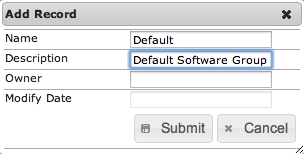 Add Record
Name Default
Description Default Software Group
Owner
Modify Date
Submit Cancel